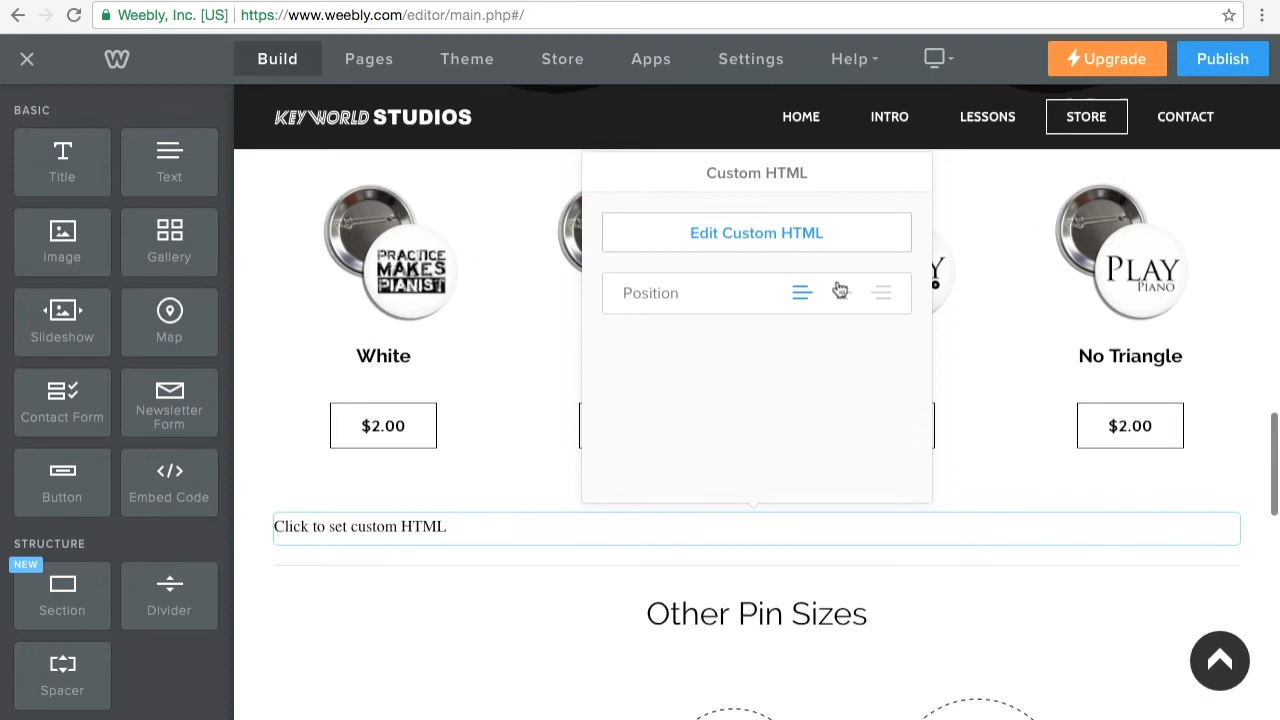 Weebly, Inc. [US] | https://www.weebly.com/editor/main.php#/
Build Pages Theme Store Apps Settings Help Upgrade Publish
BASIC
Title Text
Image Gallery
Slideshow Map
Contact Form Newsletter Form
Button Embed Code
STRUCTURE
NEW
Section Divider
Spacer
KEYWORLD STUDIOS
HOME INTRO LESSONS STORE CONTACT
Custom HTML
Edit Custom HTML
Position
PRACTICE
MAKES
PIANIST
PLAY
PIANO
White
No Triangle
$2.00
$2.00
Click to set custom HTML
Other Pin Sizes